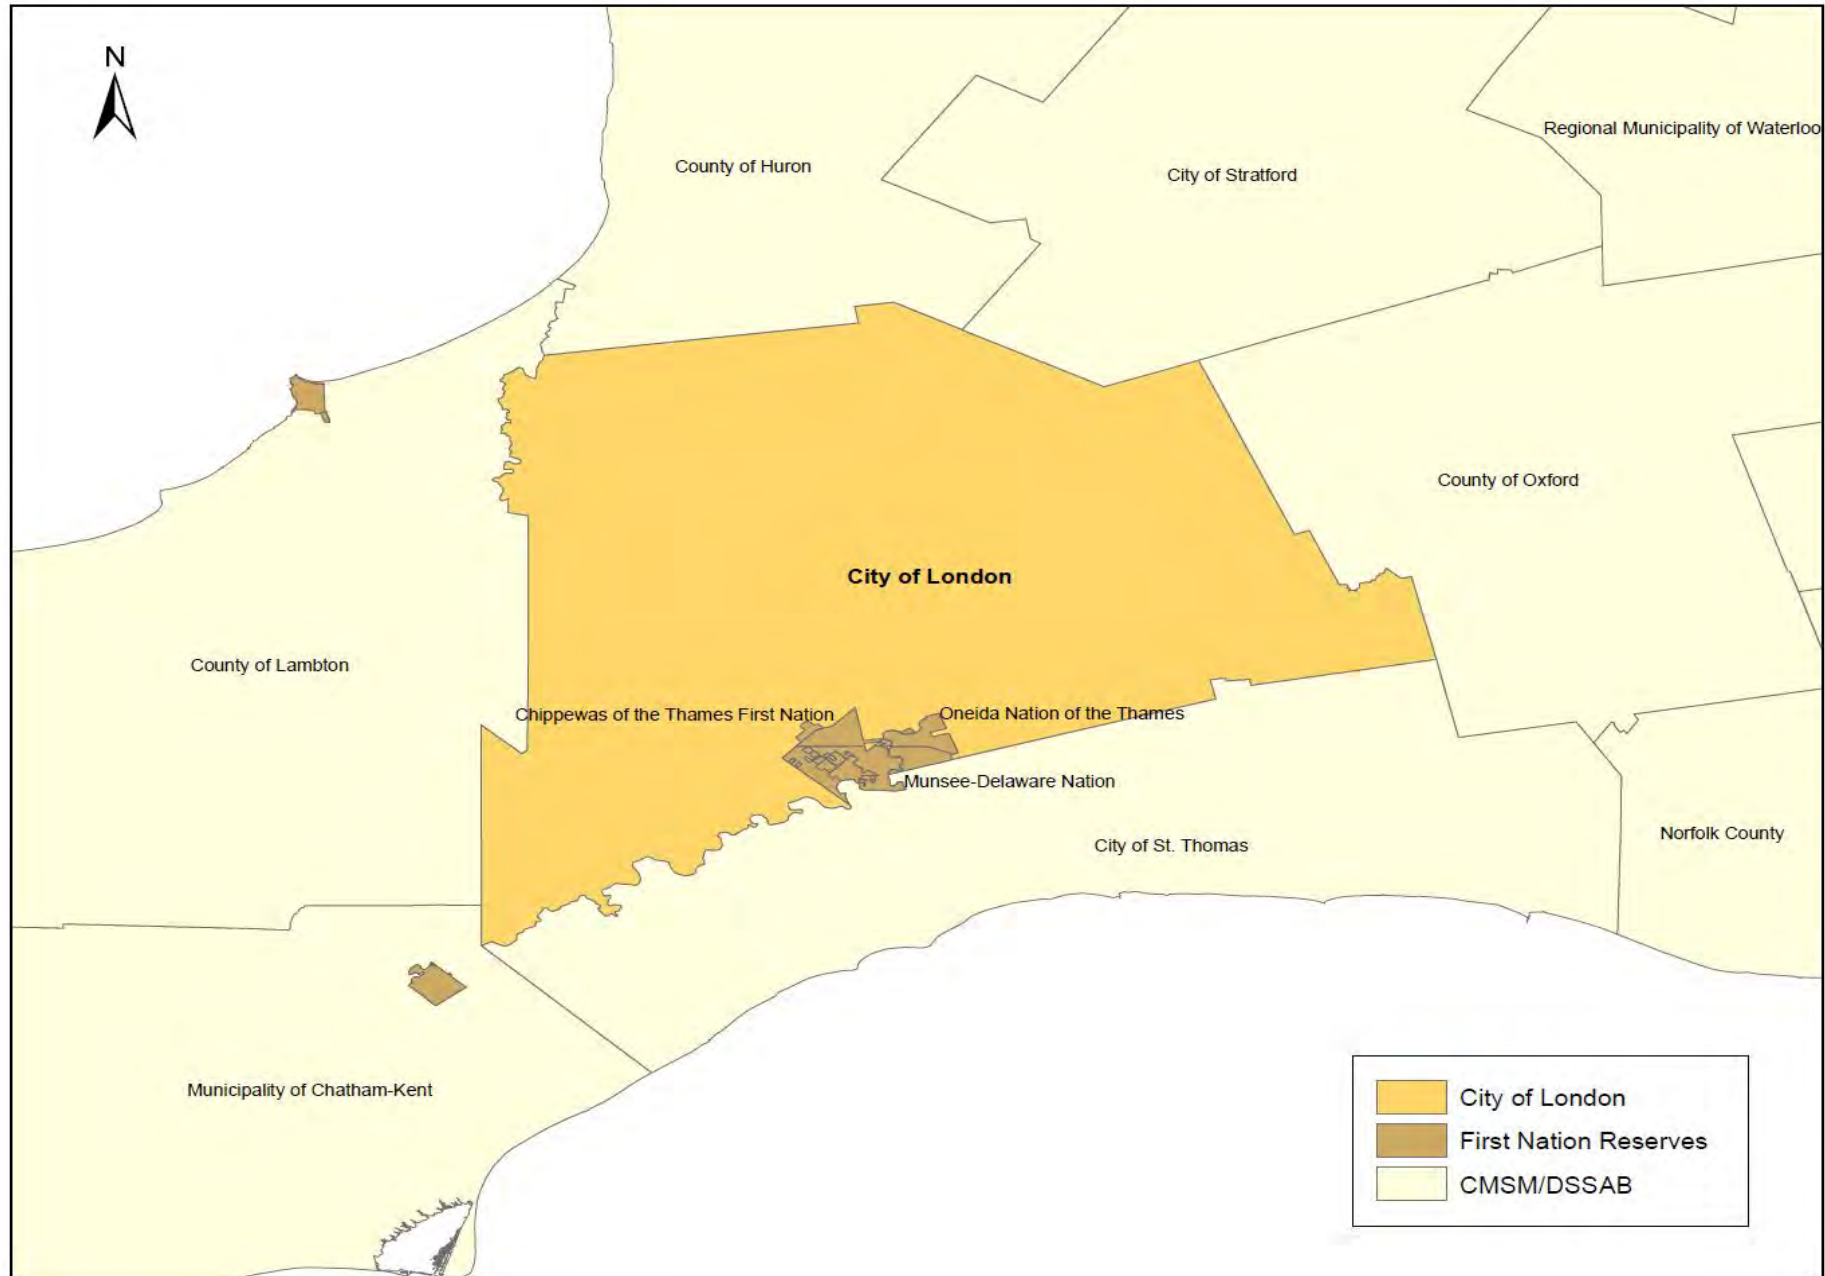 N
Regional Municipality of Waterloo
County of Huron
City of Stratford
County of Oxford
City of London
County of Lambton
Chippewas of the Thames First Nation
Oneida Nation of the Thames
Munsee-Delaware Nation
Norfolk County
City of St. Thomas
Municipality of Chatham-Kent
City of London
First Nation Reserves
CMSM/DSSAB